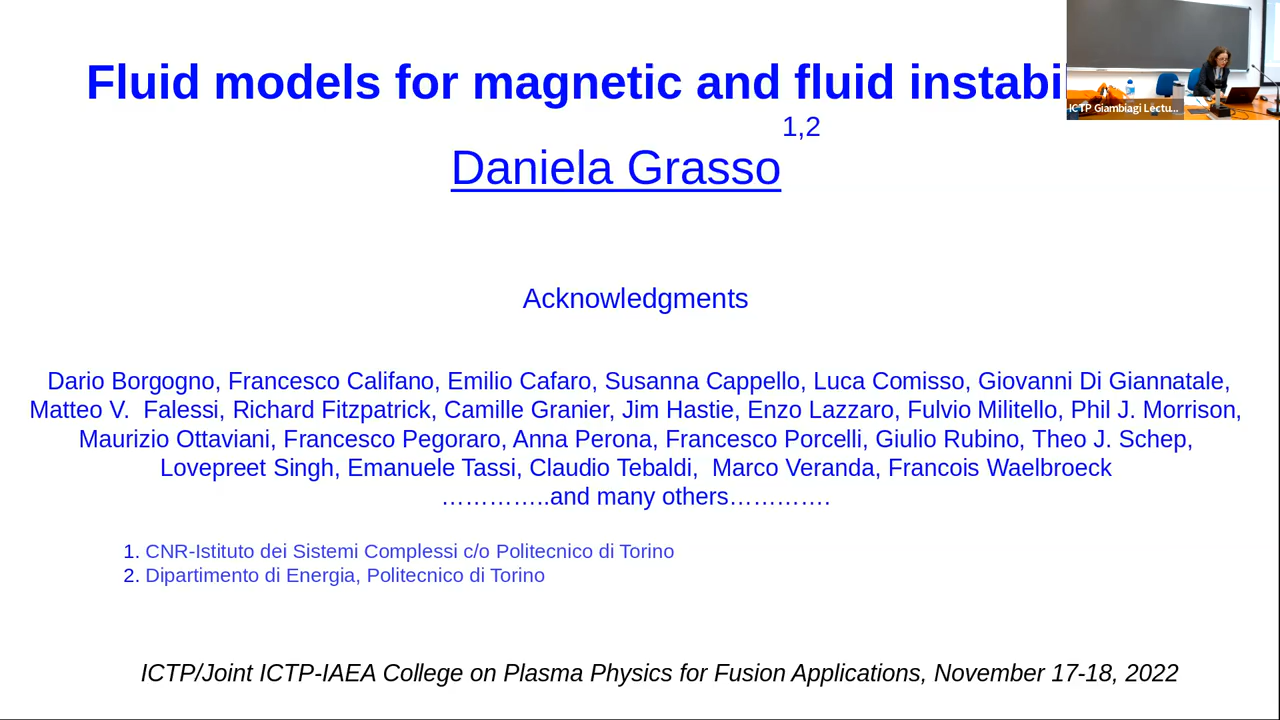 Fluid models for magnetic and fluid instabi
1,2
Daniela Grasso
ICTP Giambiagi Lectu...
Acknowledgments
Dario Borgogno, Francesco Califano, Emilio Cafaro, Susanna Cappello, Luca Comisso, Giovanni Di Giannatale,
Matteo V. Falessi, Richard Fitzpatrick, Camille Granier, Jim Hastie, Enzo Lazzaro, Fulvio Militello, Phil J. Morrison,
Maurizio Ottaviani, Francesco Pegoraro, Anna Perona, Francesco Porcelli, Giulio Rubino, Theo J. Schep,
Lovepreet Singh, Emanuele Tassi, Claudio Tebaldi, Marco Veranda, Francois Waelbroeck
…………..and many others………….
1. CNR-Istituto dei Sistemi Complessi c/o Politecnico di Torino
2. Dipartimento di Energia, Politecnico di Torino
ICTP/Joint ICTP-IAEA College on Plasma Physics for Fusion Applications, November 17-18, 2022